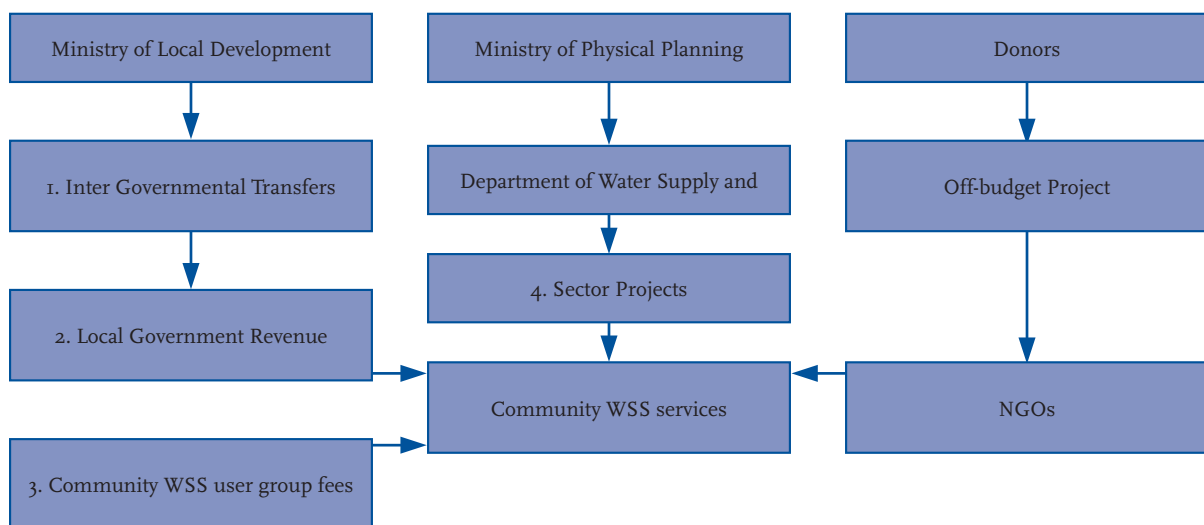 Ministry of Local Development
Ministry of Physical Planning
Donors
1. Inter Governmental Transfers
Department of Water Supply and
Off-budget Project
2. Local Government Revenue
4. Sector Projects
Community WSS services
NGOs
3. Community WSS user group fees